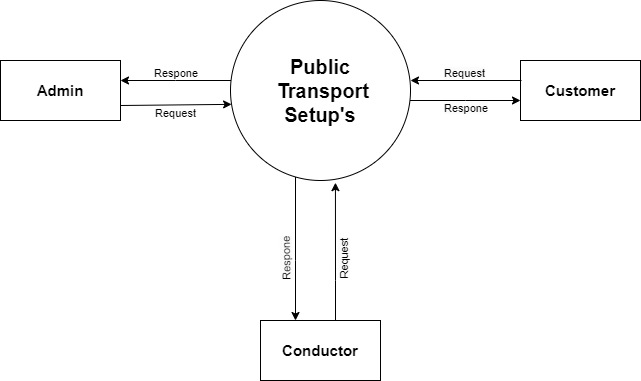 Public
Transport
Setup's
Admin
Respone
Request
Request
Respone
Customer
Respone
Request
Conductor